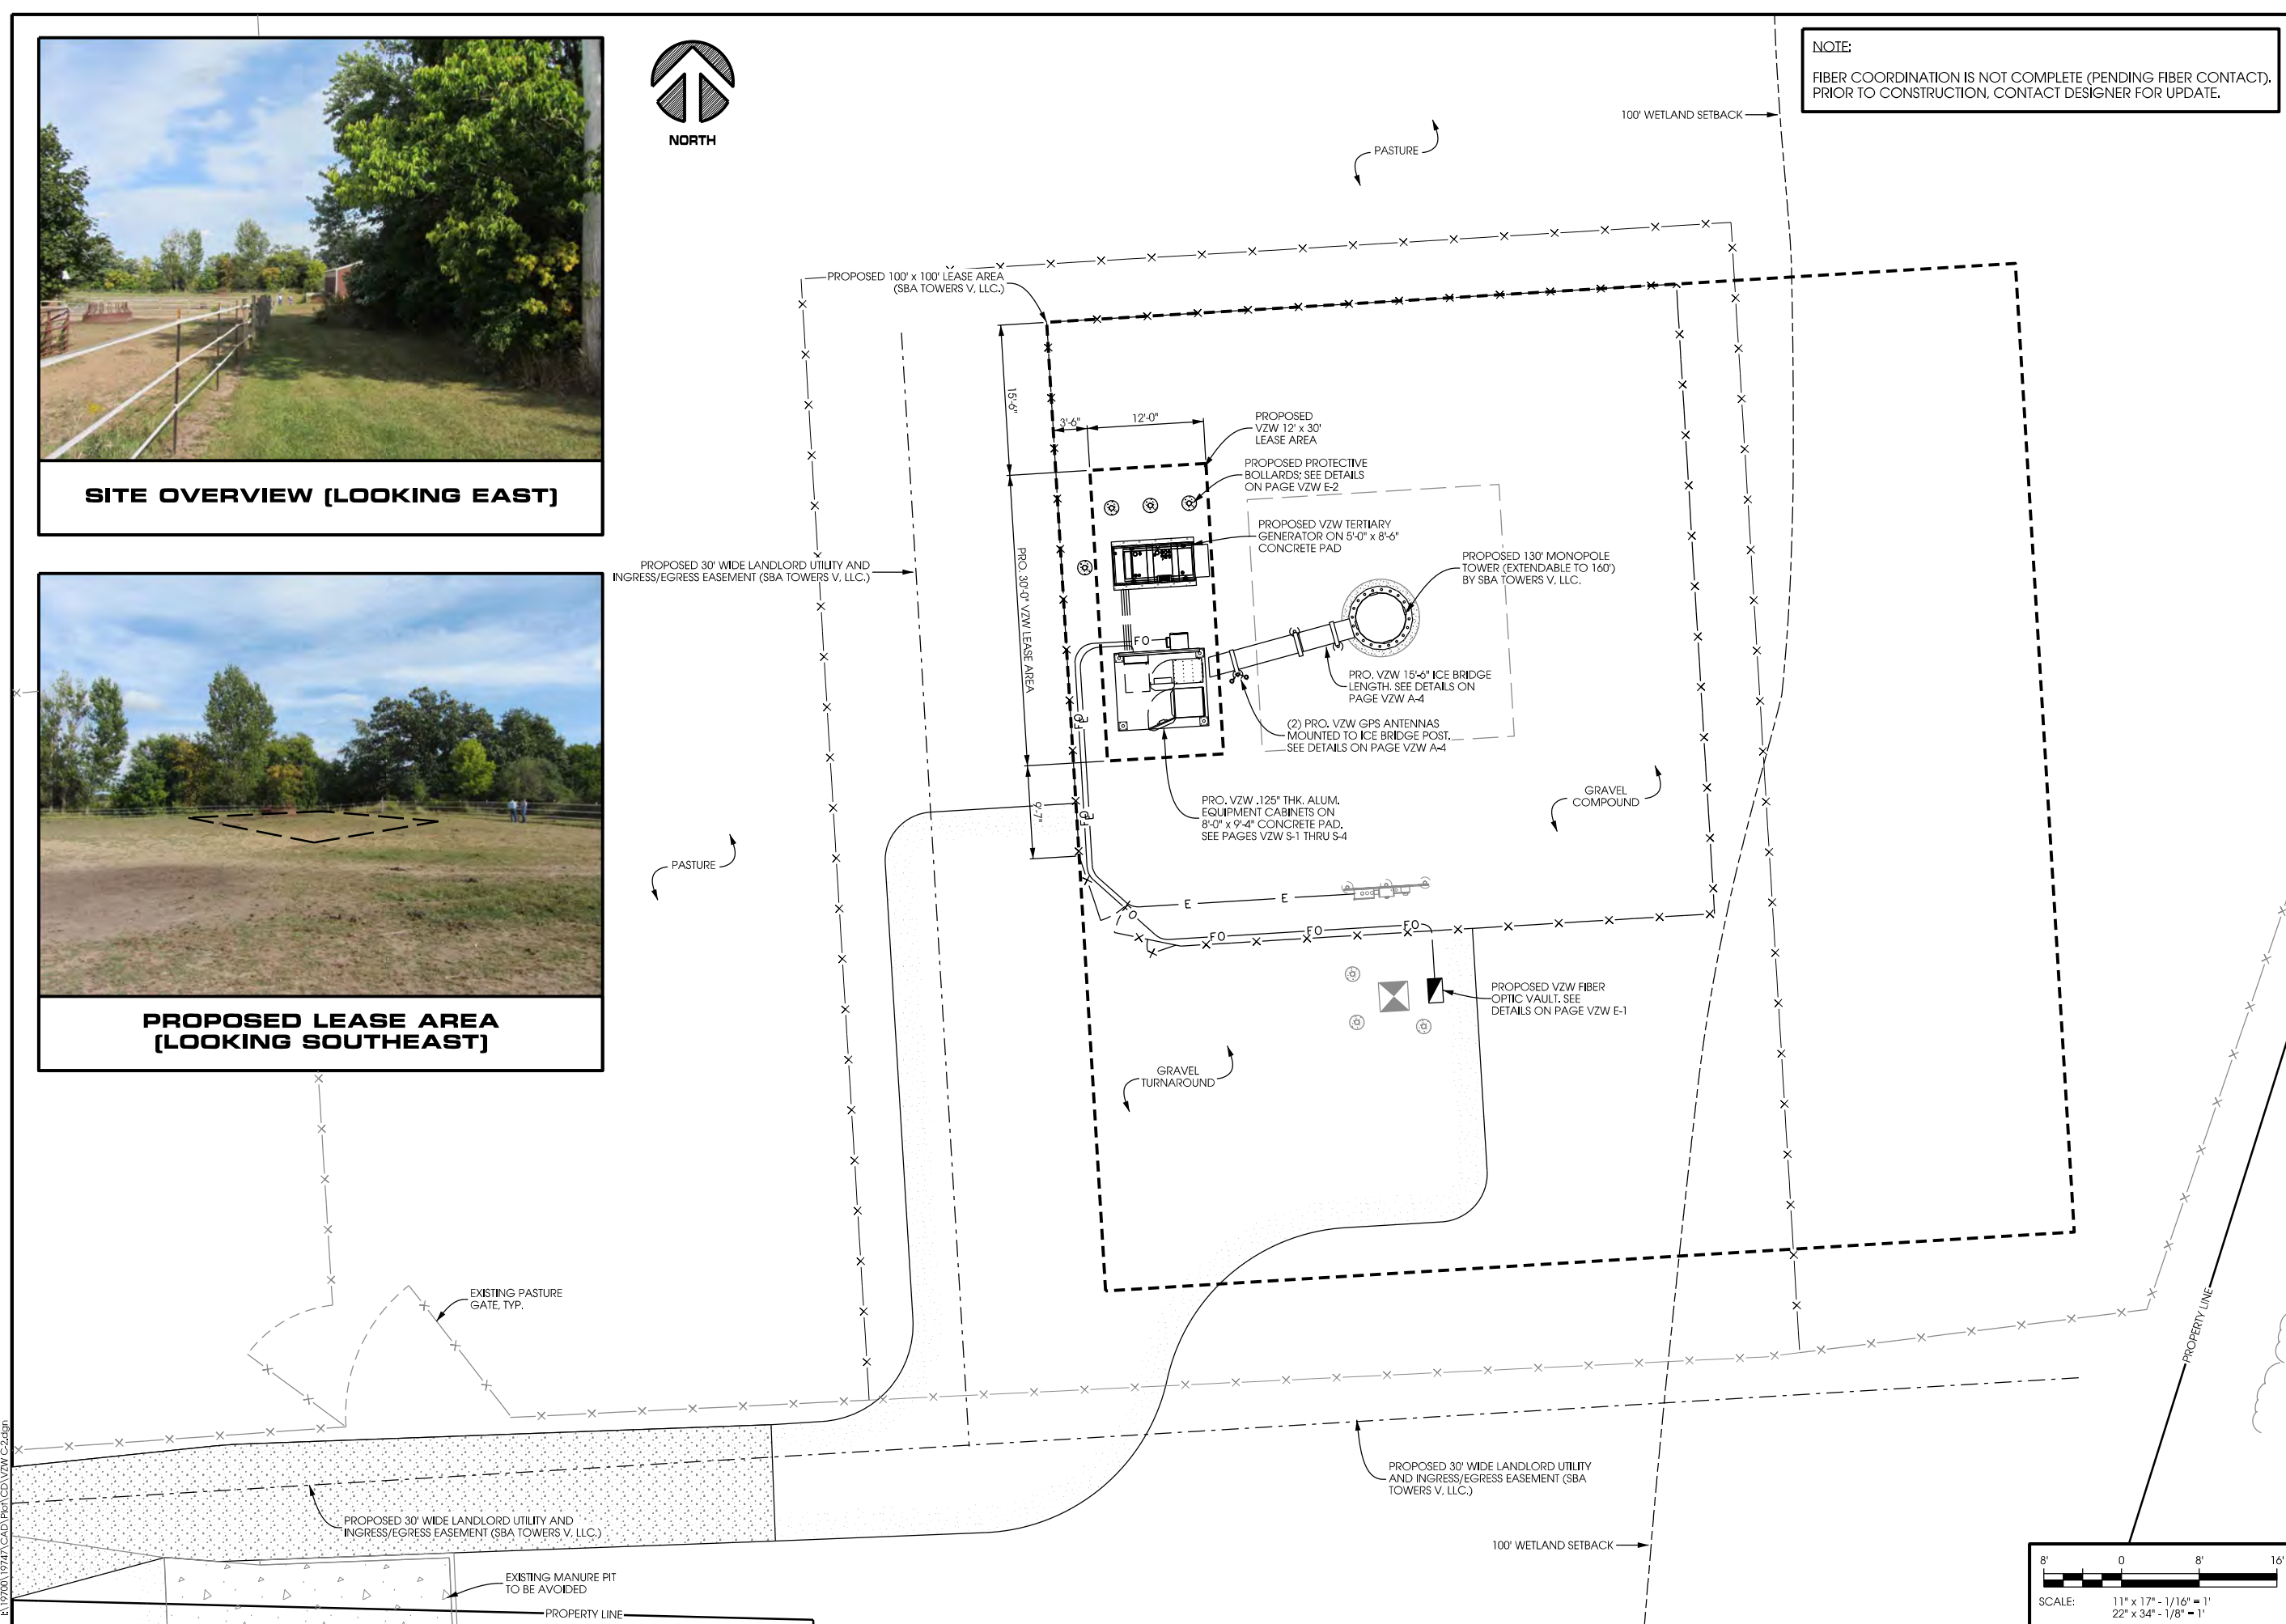 NOTE:
FIBER COORDINATION IS NOT COMPLETE (PENDING FIBER CONTACT).
PRIOR TO CONSTRUCTION, CONTACT DESIGNER FOR UPDATE.
NORTH
100' WETLAND SETBACK
PASTURE
PROPOSED 100' x 100' LEASE AREA
(SBA TOWERS V, LLC.)
SITE OVERVIEW (LOOKING EAST)
15'-6"
3'-6"
12'-0"
PROPOSED
VZW 12' x 30'
LEASE AREA
PROPOSED PROTECTIVE
BOLLARDS; SEE DETAILS
ON PAGE VZW E-2
PROPOSED VZW TERTIARY
GENERATOR ON 5'-0" x 8'-6"
CONCRETE PAD
PROPOSED 130' MONOPOLE
TOWER (EXTENDABLE TO 160')
BY SBA TOWERS V, LLC.
PROPOSED 30' WIDE LANDLORD UTILITY AND
INGRESS/EGRESS EASEMENT (SBA TOWERS V, LLC.)
PRO. 30'-0" VZW LEASE AREA
FO
PRO. VZW 15'-6" ICE BRIDGE
LENGTH. SEE DETAILS ON
PAGE VZW A-4
(2) PRO. VZW GPS ANTENNAS
MOUNTED TO ICE BRIDGE POST.
SEE DETAILS ON PAGE VZW A-4
FO
E
PRO. VZW .125" THK. ALUM.
EQUIPMENT CABINETS ON
8'-0" x 9'-4" CONCRETE PAD.
SEE PAGES VZW S-1 THRU S-4
GRAVEL
COMPOUND
9'-7"
FO
E
PASTURE
E E
FO
FO FO FO
PROPOSED VZW FIBER
OPTIC VAULT. SEE
DETAILS ON PAGE VZW E-1
PROPOSED LEASE AREA
(LOOKING SOUTHEAST)
GRAVEL
TURNAROUND
EXISTING PASTURE
GATE, TYP.
PROPERTY LINE
PROPOSED 30' WIDE LANDLORD UTILITY
AND INGRESS/EGRESS EASEMENT (SBA
TOWERS V, LLC.)
PROPOSED 30' WIDE LANDLORD UTILITY AND
INGRESS/EGRESS EASEMENT (SBA TOWERS V, LLC.)
100' WETLAND SETBACK
EXISTING MANURE PIT
TO BE AVOIDED
PROPERTY LINE
8' 0 8' 16'
SCALE: 11" x 17" - 1/16" = 1'
22" x 34" - 1/8" = 1'